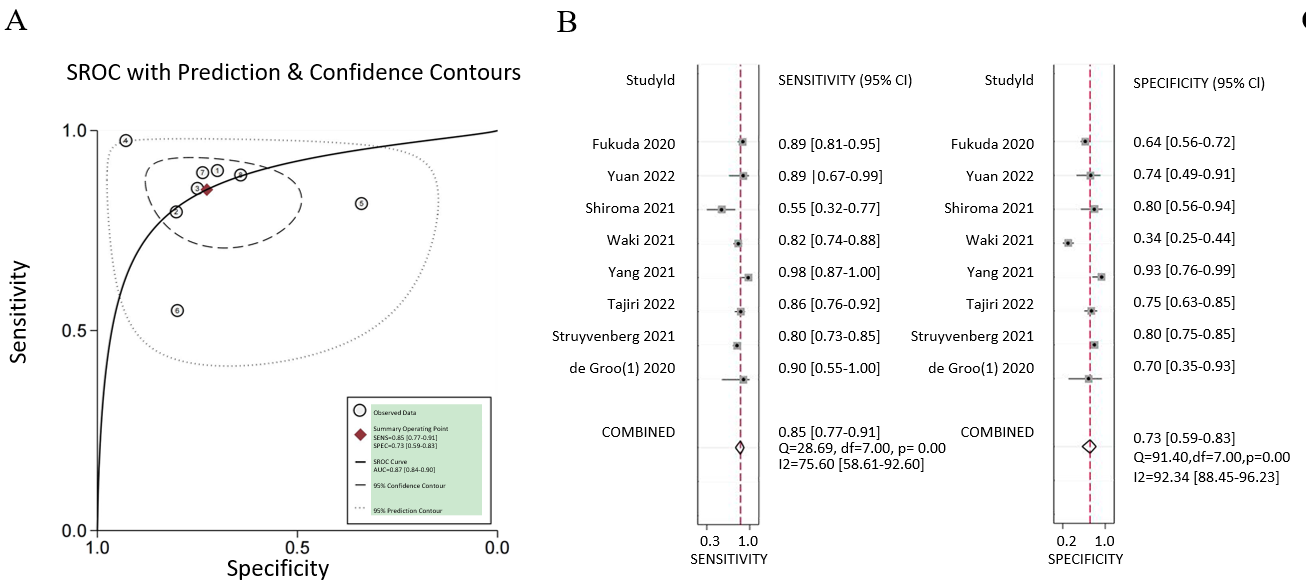 A
SROC with Prediction & Confidence Contours
1.0
0.5
0.0
Sensitivity
4
7
1
8
3
2
5
6
Observed Data
Summary Operating Point
SENS=0.85 [0.77-0.91]
SPEC=0.73 [0.59-0.83]
SROC Curve
AUC=0.87 [0.84-0.90]
95% Confidence Contour
95% Prediction Contour
1.0 0.5 0.0
Specificity
B
StudyId SENSITIVITY (95% CI)
Fukuda 2020 0.89 [0.81-0.95]
Yuan 2022 0.89 |0.67-0.99]
Shiroma 2021 0.55 [0.32-0.77]
Waki 2021 0.82 [0.74-0.88]
Yang 2021 0.98 [0.87-1.00]
Tajiri 2022 0.86 [0.76-0.92]
Struyvenberg 2021 0.80 [0.73-0.85]
de Groo(1) 2020 0.90 [0.55-1.00]
COMBINED 0.85 [0.77-0.91]
Q=28.69, df=7.00, p= 0.00
I2=75.60 [58.61-92.60]
0.3 1.0
SENSITIVITY
StudyId SPECIFICITY (95% CI)
Fukuda 2020 0.64 [0.56-0.72]
Yuan 2022 0.74 [0.49-0.91]
Shiroma 2021 0.80 [0.56-0.94]
Waki 2021 0.34 [0.25-0.44]
Yang 2021 0.93 [0.76-0.99]
Tajiri 2022 0.75 [0.63-0.85]
Struyvenberg 2021 0.80 [0.75-0.85]
de Groo(1) 2020 0.70 [0.35-0.93]
COMBINED 0.73 [0.59-0.83]
Q=91.40,df=7.00,p=0.00
I2=92.34 [88.45-96.23]
0.2 1.0
SPECIFICITY